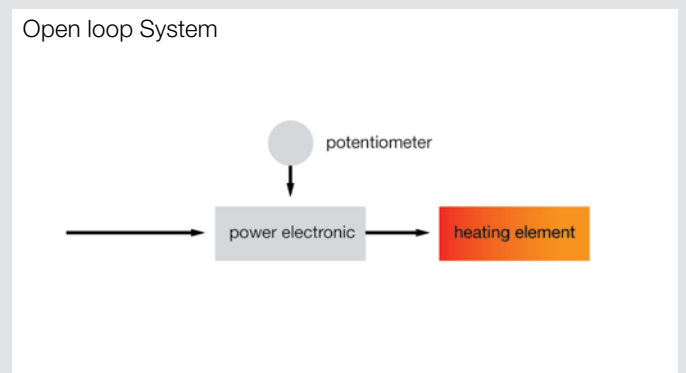 Open loop System
potentiometer
power electronic
heating element